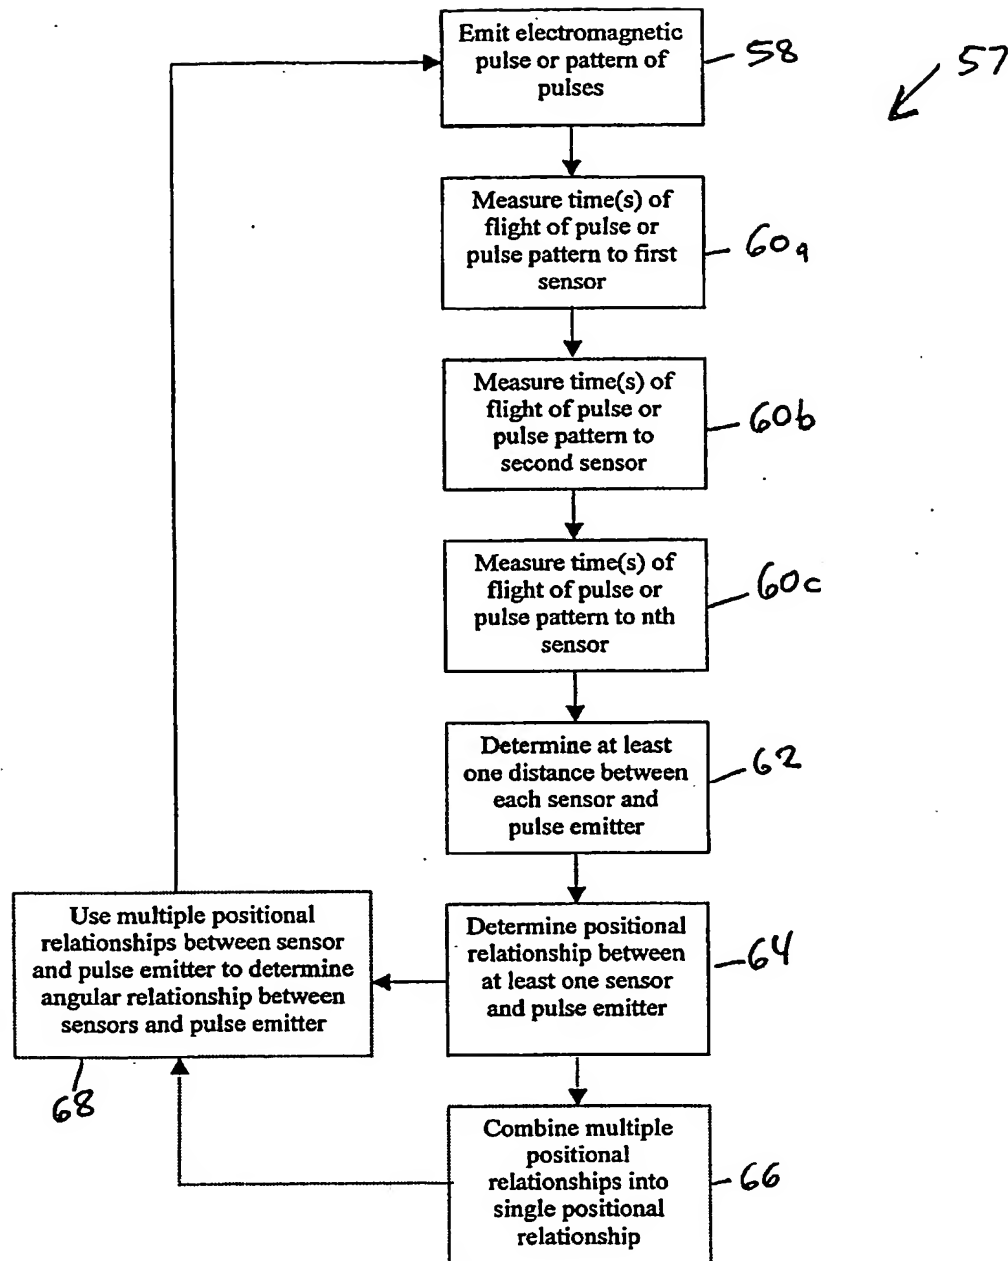 Emit electromagnetic
pulse or pattern of
pulses
58
57
Measure time(s) of
flight of pulse or
pulse pattern to first
sensor
60a
Measure time(s) of
flight of pulse or
pulse pattern to
second sensor
60b
Measure time(s) of
flight of pulse or
pulse pattern to nth
sensor
60c
Determine at least
one distance between
each sensor and
pulse emitter
62
Use multiple positional
relationships between sensor
and pulse emitter to determine
angular relationship between
sensors and pulse emitter
68
Determine positional
relationship between
at least one sensor
and pulse emitter
64
Combine multiple
positional
relationships into
single positional
relationship
66